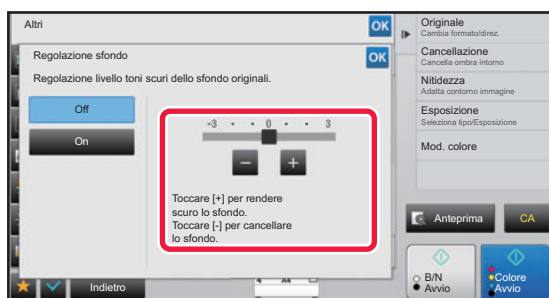 Altri
OK
Regolazione sfondo
OK
Regolazione livello toni scuri dello sfondo originali.
Off
On
-3 · · 0 · · 3
− +
Toccare [+] per rendere
scuro lo sfondo.
Toccare [-] per cancellare
lo sfondo.
Indietro
A4
Originale
Cambia formato/direz.
Cancellazione
Cancella ombra intorno
Nitidezza
Adatta contorno immagine
Esposizione
Seleziona tipo/Esposizione
Mod. colore
Anteprima
CA
B/N
Avvio
Colore
Avvio